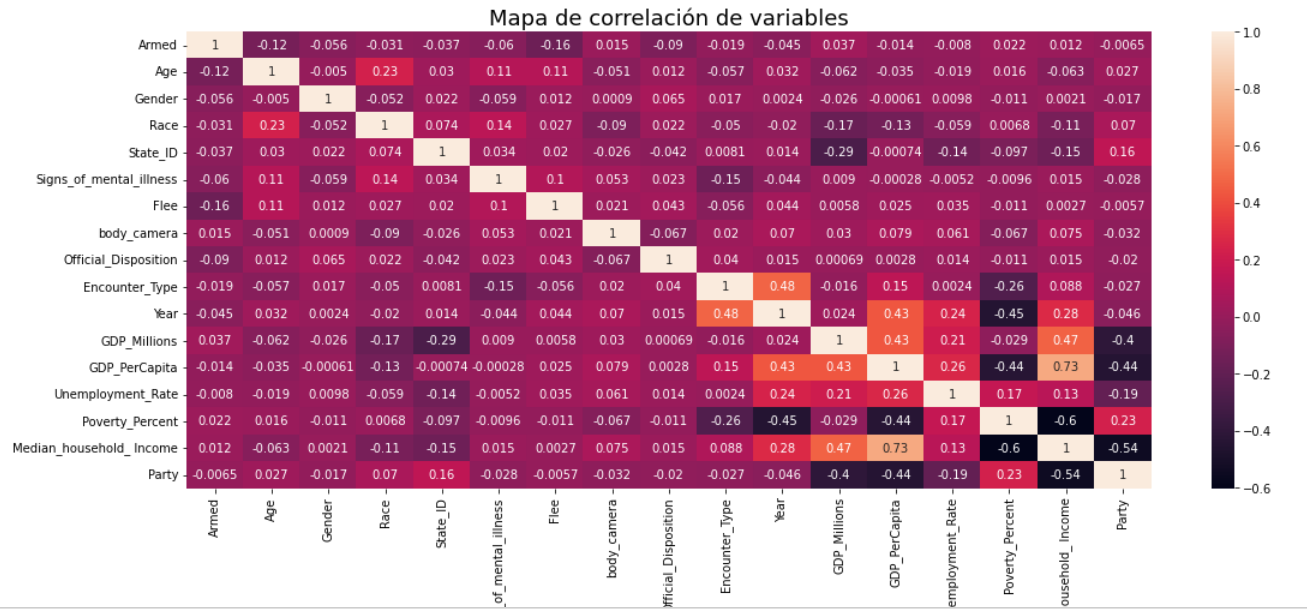 Mapa de correlación de variables
Armed 1 -0.12 -0.056 -0.031 -0.037 -0.06 -0.16 0.015 -0.09 -0.019 -0.045 0.037 -0.014 -0.008 0.022 0.012 -0.0065
Age -0.12 1 -0.005 0.23 0.03 0.11 0.11 -0.051 0.012 -0.057 0.032 -0.062 -0.035 -0.019 0.016 -0.063 0.027
Gender -0.056 -0.005 1 -0.052 0.022 -0.059 0.012 0.0009 0.065 0.017 0.0024 -0.026 -0.00061 0.0098 -0.011 0.0021 -0.017
Race -0.031 0.23 -0.052 1 0.074 0.14 0.027 -0.09 0.022 -0.05 -0.02 -0.17 -0.13 -0.059 0.0068 -0.11 0.07
State_ID -0.037 0.03 0.022 0.074 1 0.034 0.02 -0.026 -0.042 0.0081 0.014 -0.29 -0.00074 -0.14 -0.097 -0.15 0.16
Signs_of_mental_illness -0.06 0.11 -0.059 0.14 0.034 1 0.1 0.053 0.023 -0.15 -0.044 0.009 -0.00028 -0.0052 -0.0096 0.015 -0.028
Flee -0.16 0.11 0.012 0.027 0.02 0.1 1 0.021 0.043 -0.056 0.044 0.0058 0.025 0.035 -0.011 0.0027 -0.0057
body_camera 0.015 -0.051 0.0009 -0.09 -0.026 0.053 0.021 1 -0.067 0.02 0.07 0.03 0.079 0.061 -0.067 0.075 -0.032
Official_Disposition -0.09 0.012 0.065 0.022 -0.042 0.023 0.043 -0.067 1 0.04 0.015 0.00069 0.0028 0.014 -0.011 0.015 -0.02
Encounter_Type -0.019 -0.057 0.017 -0.05 0.0081 -0.15 -0.056 0.02 0.04 1 0.48 -0.016 0.15 0.0024 -0.26 0.088 -0.027
Year -0.045 0.032 0.0024 -0.02 0.014 -0.044 0.044 0.07 0.015 0.48 1 0.024 0.43 0.24 -0.45 0.28 -0.046
GDP_Millions 0.037 -0.062 -0.026 -0.17 -0.29 0.009 0.0058 0.03 0.00069 -0.016 0.024 1 0.43 0.21 -0.029 0.47 -0.4
GDP_PerCapita -0.014 -0.035 -0.00061 -0.13 -0.00074 -0.00028 0.025 0.079 0.0028 0.15 0.43 0.43 1 0.26 -0.44 0.73 -0.44
Unemployment_Rate -0.008 -0.019 0.0098 -0.059 -0.14 -0.0052 0.035 0.061 0.014 0.0024 0.24 0.21 0.26 1 0.17 0.13 -0.19
Poverty_Percent 0.022 0.016 -0.011 0.0068 -0.097 -0.0096 -0.011 -0.067 -0.011 -0.26 -0.45 -0.029 -0.44 0.17 1 -0.6 0.23
Median_household_ Income 0.012 -0.063 0.0021 -0.11 -0.15 0.015 0.0027 0.075 0.015 0.088 0.28 0.47 0.73 0.13 -0.6 1 -0.54
Party -0.0065 0.027 -0.017 0.07 0.16 -0.028 -0.0057 -0.032 -0.02 -0.027 -0.046 -0.4 -0.44 -0.19 0.23 -0.54 1
Armed
Age
Gender
Race
State_ID
_of_mental_illness
Flee
body_camera
fficial_Disposition
Encounter_Type
Year
GDP_Millions
GDP_PerCapita
employment_Rate
Poverty_Percent
ousehold_ Income
Party
1.0
0.8
0.6
0.4
0.2
0.0
−0.2
−0.4
−0.6